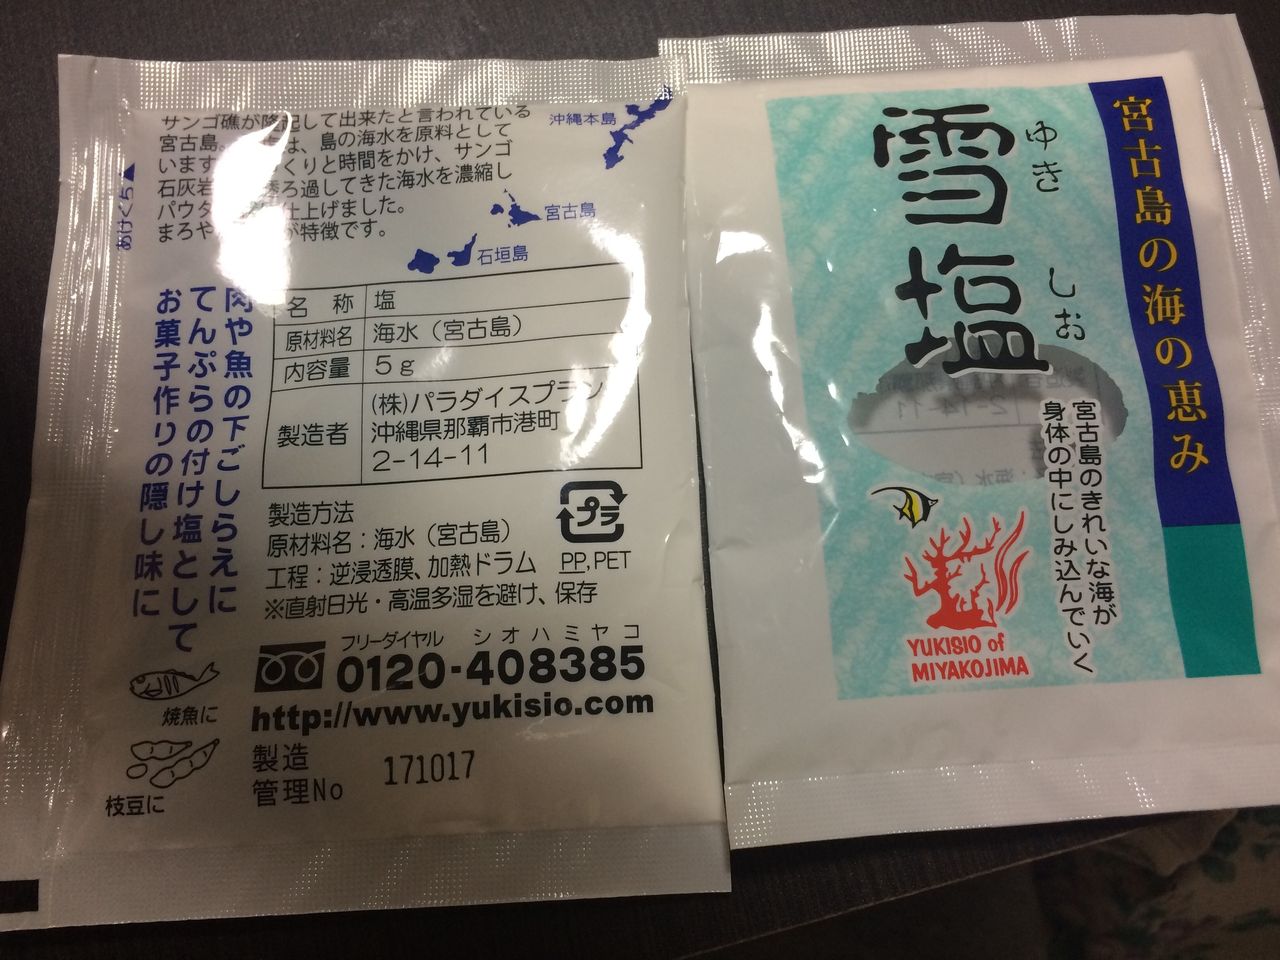 サンゴ礁が隆起して出来たと言われている
宮古島、は、島の海水を原料として
います くりと時間をかけ、サンゴ
石灰岩 ろ過してきた海水を濃縮し
パウダ 仕上げました。
まろや が特徴です。
沖縄本島
宮古島
石垣島
あけくち▲
肉や魚の下ごしらえに
てんぷらの付け塩として
お菓子作りの隠し味に
名 称 塩
原材料名 海水（宮古島）
内容量 5g
製造者 (株)パラダイスプラン
沖縄県那覇市港町
2-14-11
製造方法
原材料名：海水（宮古島）
工程：逆浸透膜、加熱ドラム
※直射日光・高温多湿を避け、保存
プラ
PP,PET
フリーダイヤル シオハミヤコ
0120-408385
http://www.yukisio.com
製造
管理No 171017
焼魚に
枝豆に
宮古島の海の恵み
雪塩
ゆき
しお
宮古島のきれいな海が
身体の中にしみ込んでいく
YUKISIO of
MIYAKOJIMA
2-14-11